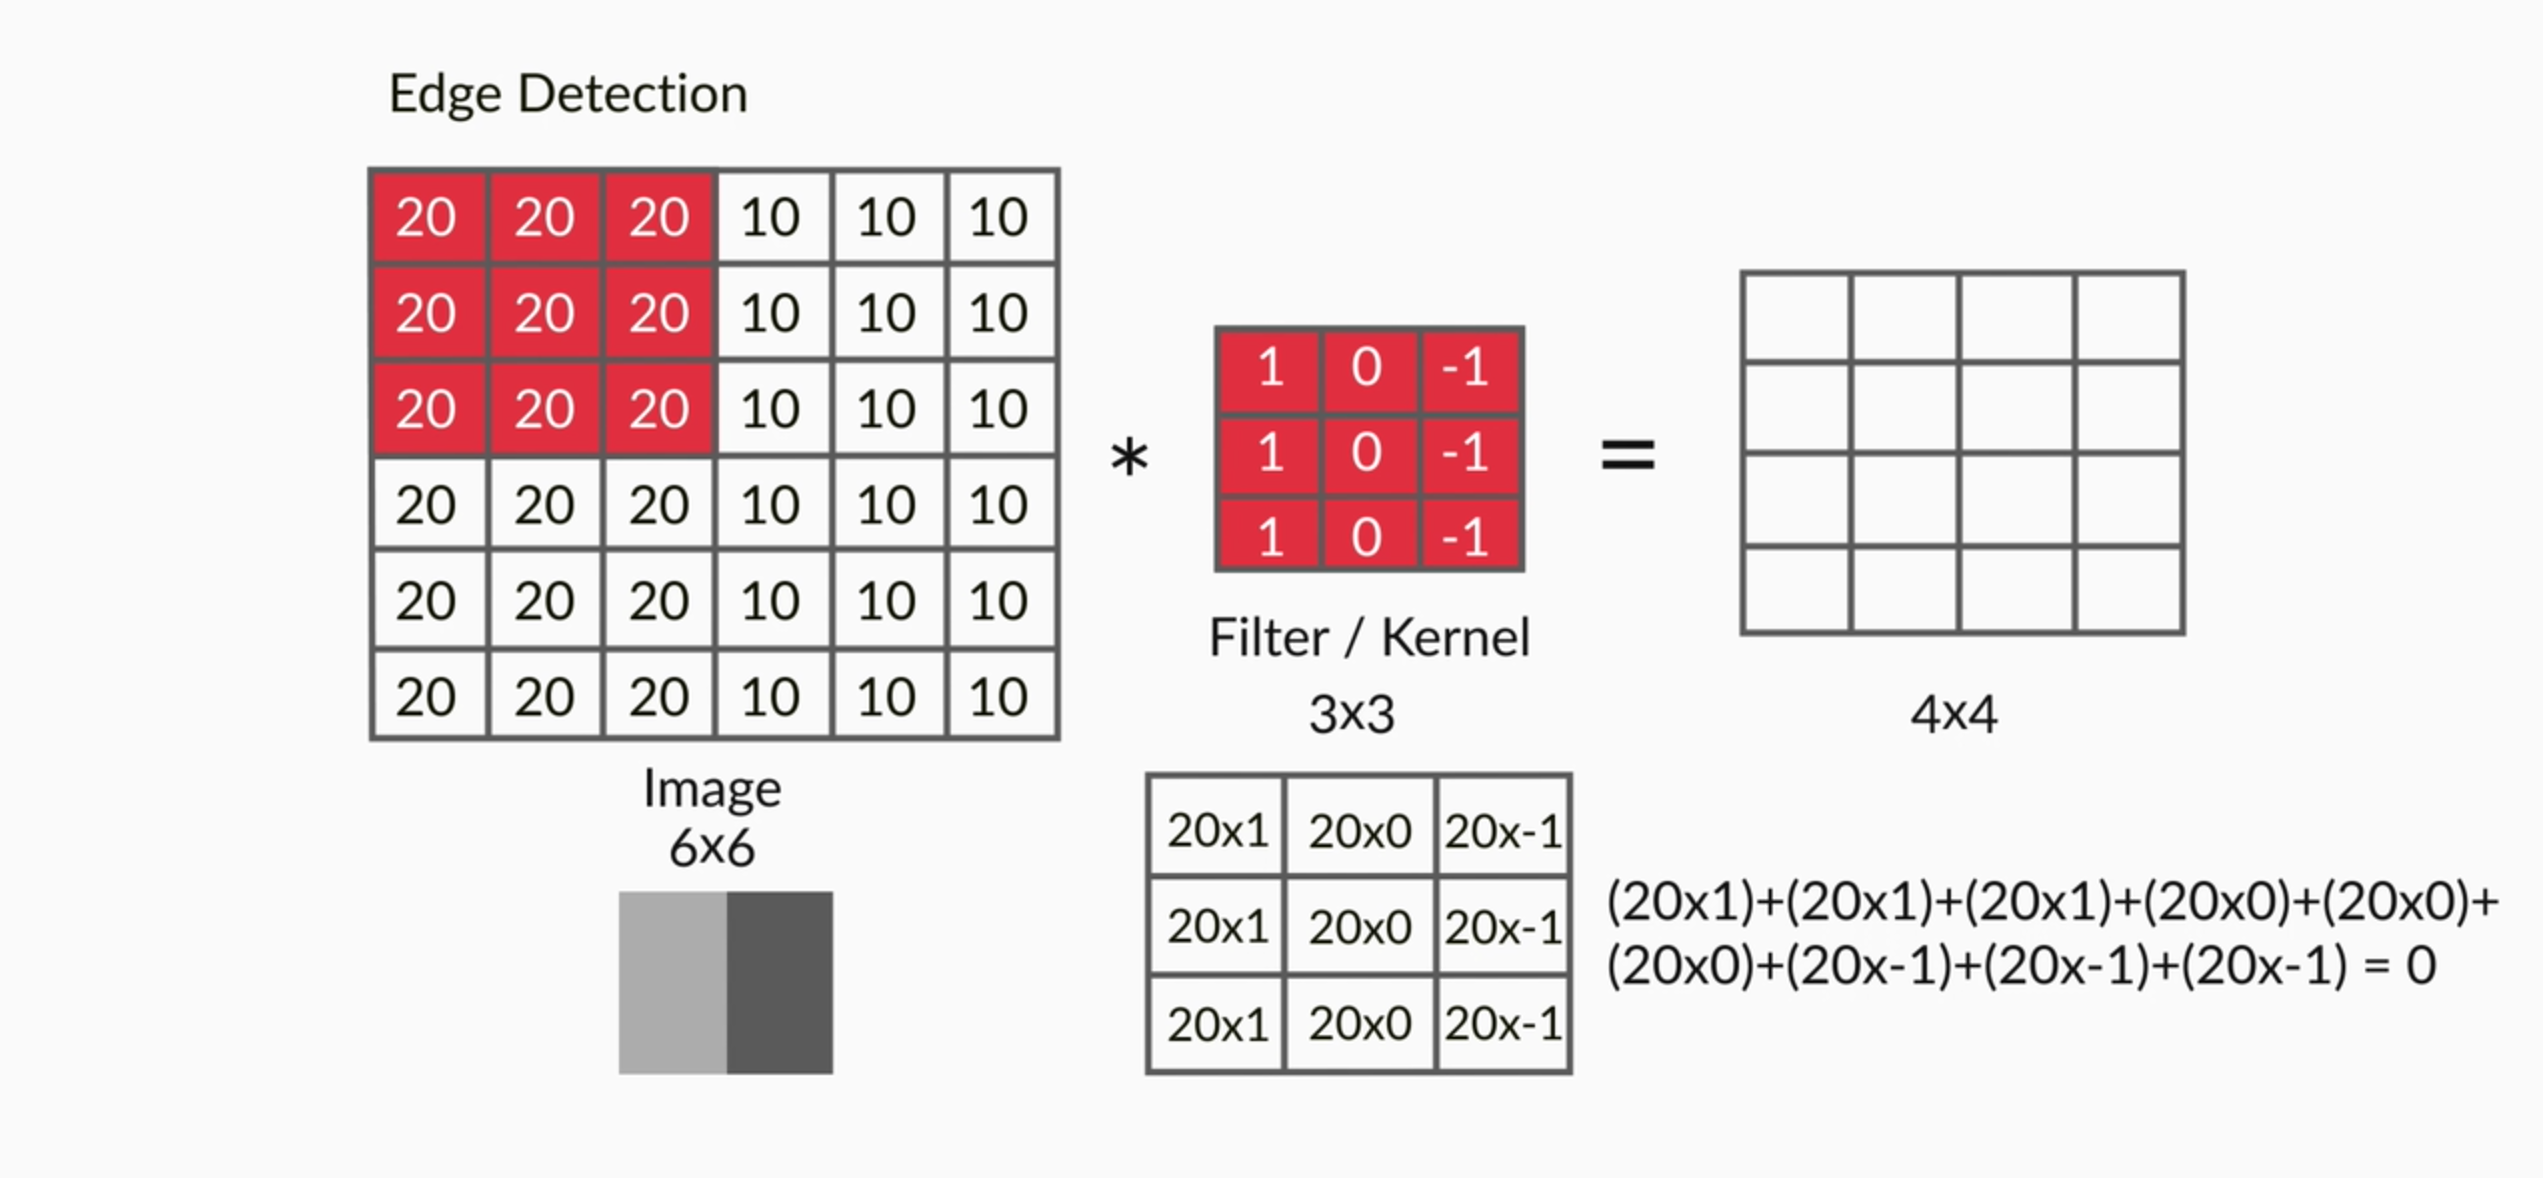 Edge Detection
20 20 20 10 10 10
20 20 20 10 10 10
20 20 20 10 10 10
20 20 20 10 10 10
20 20 20 10 10 10
20 20 20 10 10 10
Image
6x6
*
1 0 -1
1 0 -1
1 0 -1
Filter / Kernel
3x3
=
4x4
20x1 20x0 20x-1
20x1 20x0 20x-1
20x1 20x0 20x-1
(20x1)+(20x1)+(20x1)+(20x0)+(20x0)+
(20x0)+(20x-1)+(20x-1)+(20x-1) = 0